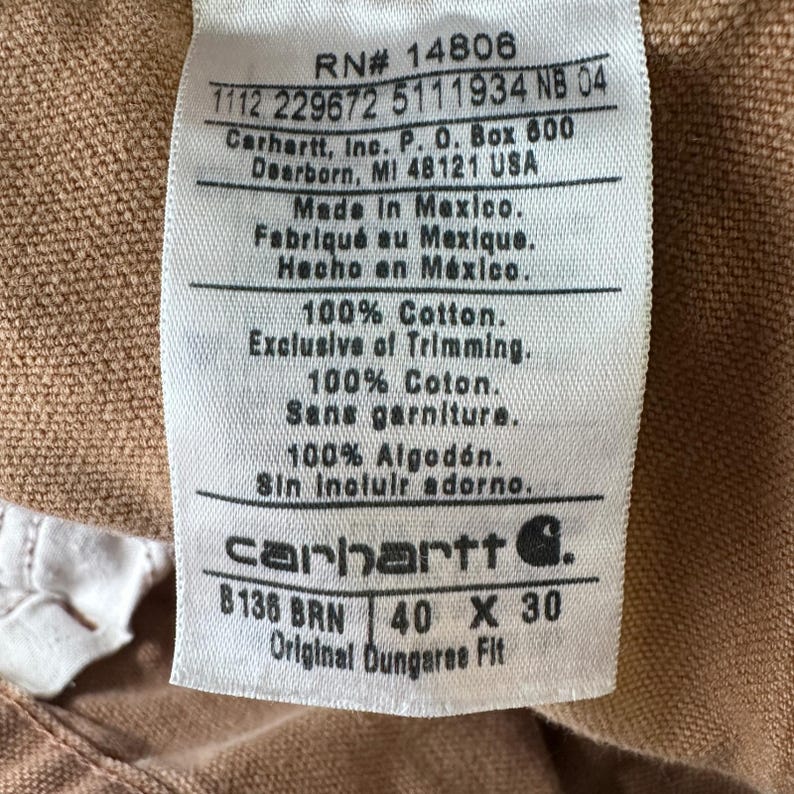 RN# 14806
1112 229672 5111934 NB 04
Carhartt, Inc. P. O. Box 600
Dearborn, MI 48121 USA
Made in Mexico.
Fabriqué au Mexique.
Hecho en México.
100% Cotton.
Exclusive of Trimming.
100% Coton.
Sans garniture.
100% Algodón.
Sin incluir adorno.
carhartt
B136 BRN 40 X 30
Original Dungaree Fit